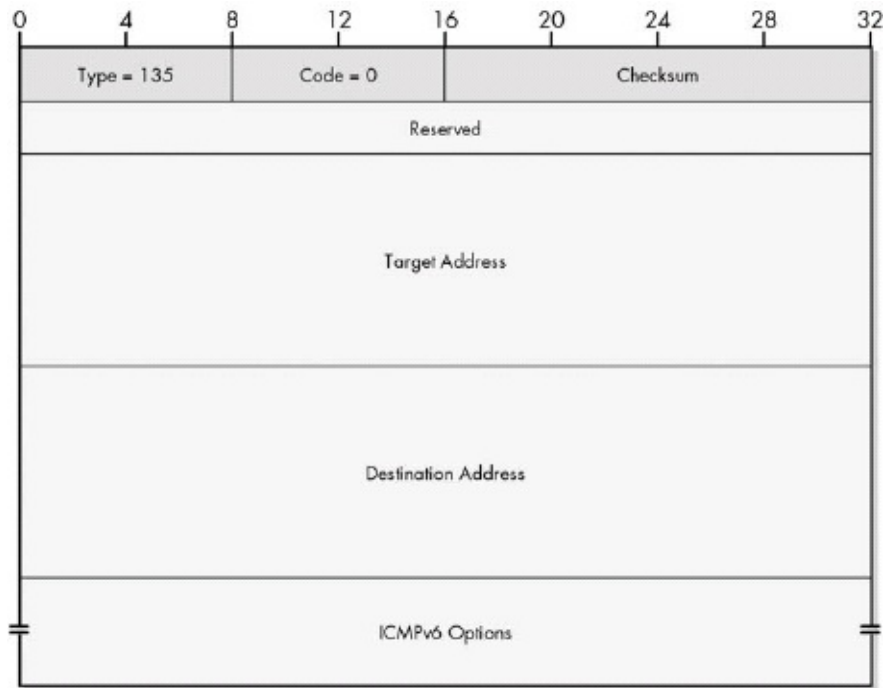 0 4 8 12 16 20 24 28 32
Type = 135 Code = 0 Checksum
Reserved
Target Address
Destination Address
ICMPv6 Options